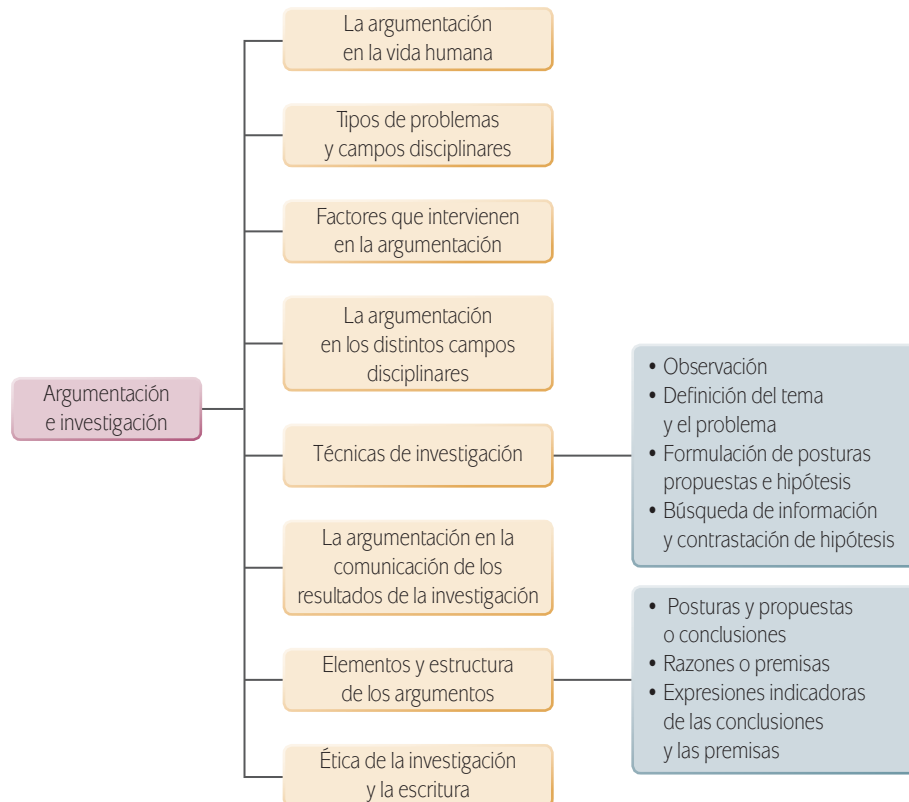 La argumentación
en la vida humana
Tipos de problemas
y campos disciplinares
Factores que intervienen
en la argumentación
La argumentación
en los distintos campos
disciplinares
Argumentación
e investigación
Técnicas de investigación
• Observación
• Definición del tema
y el problema
• Formulación de posturas
propuestas e hipótesis
• Búsqueda de información
y contrastación de hipótesis
La argumentación en la
comunicación de los
resultados de la investigación
Elementos y estructura
de los argumentos
• Posturas y propuestas
o conclusiones
• Razones o premisas
• Expresiones indicadoras
de las conclusiones
y las premisas
Ética de la investigación
y la escritura